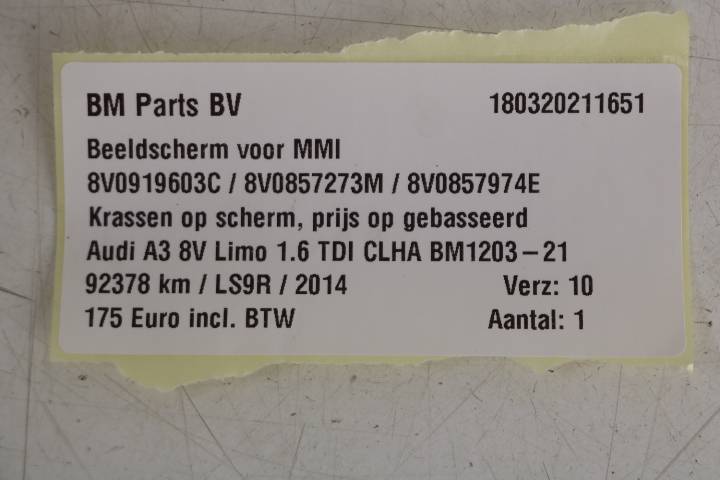 BM Parts BV 180320211651
Beeldscherm voor MMI
8V0919603C / 8V0857273M / 8V0857974E
Krassen op scherm, prijs op gebasseerd
Audi A3 8V Limo 1.6 TDI CLHA BM1203-21
92378 km / LS9R / 2014 Verz: 10
175 Euro incl. BTW Aantal: 1